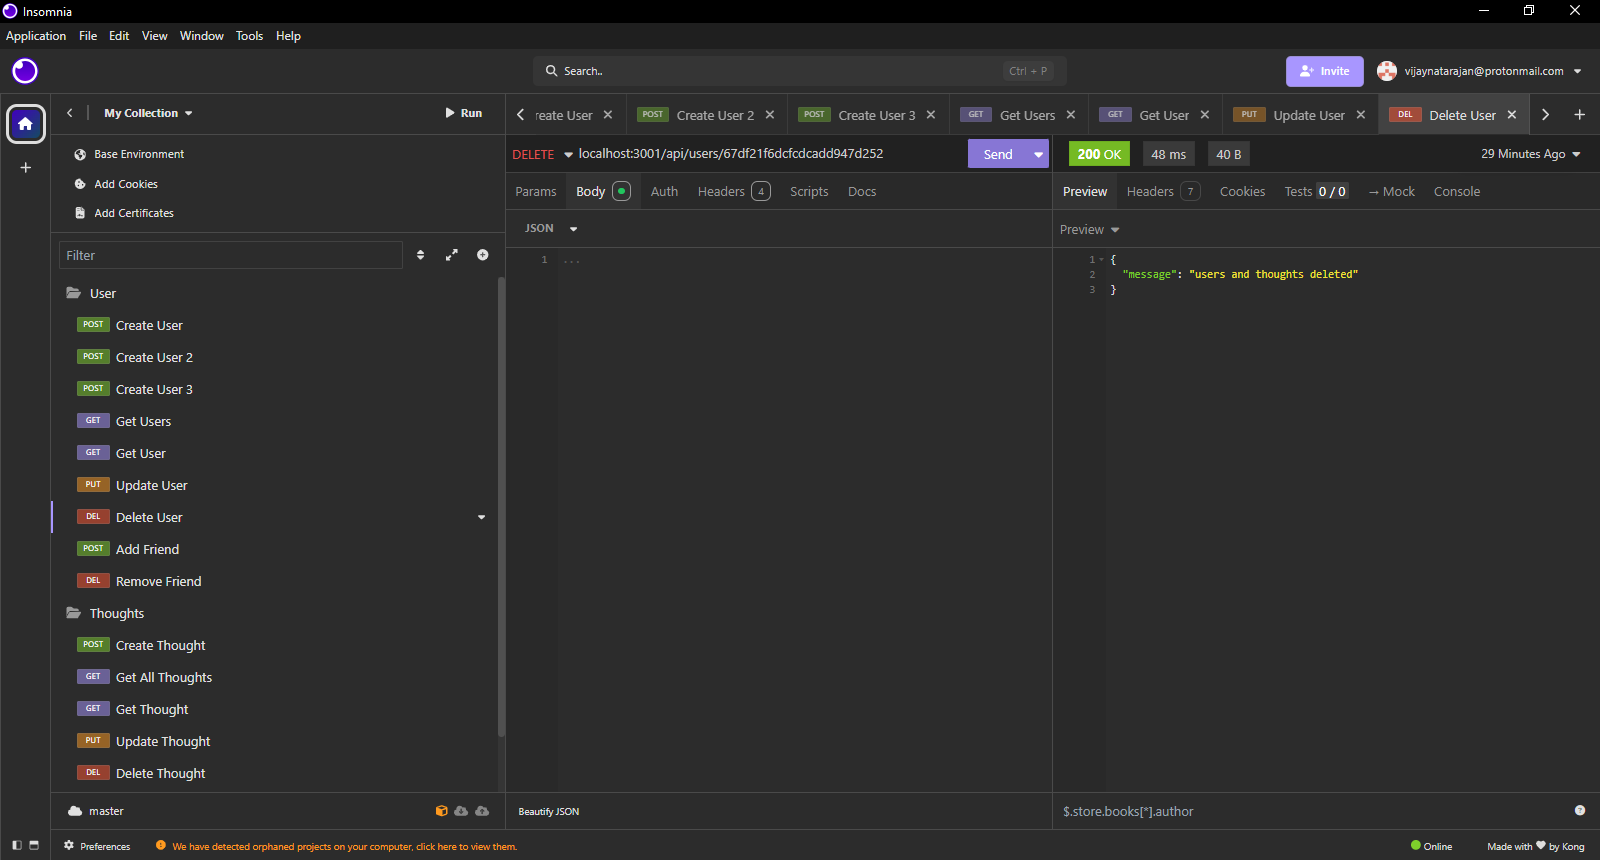 Insomnia
Application File Edit View Window Tools Help
Search.. Ctrl + P
Invite vijaynatarajan@protonmail.com
My Collection Run
reate User POST Create User 2 POST Create User 3 GET Get Users GET Get User PUT Update User DEL Delete User
Base Environment
Add Cookies
Add Certificates
Filter
User
POST Create User
POST Create User 2
POST Create User 3
GET Get Users
GET Get User
PUT Update User
DEL Delete User
POST Add Friend
DEL Remove Friend
Thoughts
POST Create Thought
GET Get All Thoughts
GET Get Thought
PUT Update Thought
DEL Delete Thought
master
DELETE localhost:3001/api/users/67df21f6dcfcdcadd947d252 Send
Params Body Auth Headers 4 Scripts Docs
JSON
1 ...
Beautify JSON
200 OK 48 ms 40 B 29 Minutes Ago
Preview Headers 7 Cookies Tests 0 / 0 → Mock Console
Preview
1 {
2 "message": "users and thoughts deleted"
3 }
$.store.books[*].author
Preferences We have detected orphaned projects on your computer, click here to view them.
Online Made with ♥ by Kong